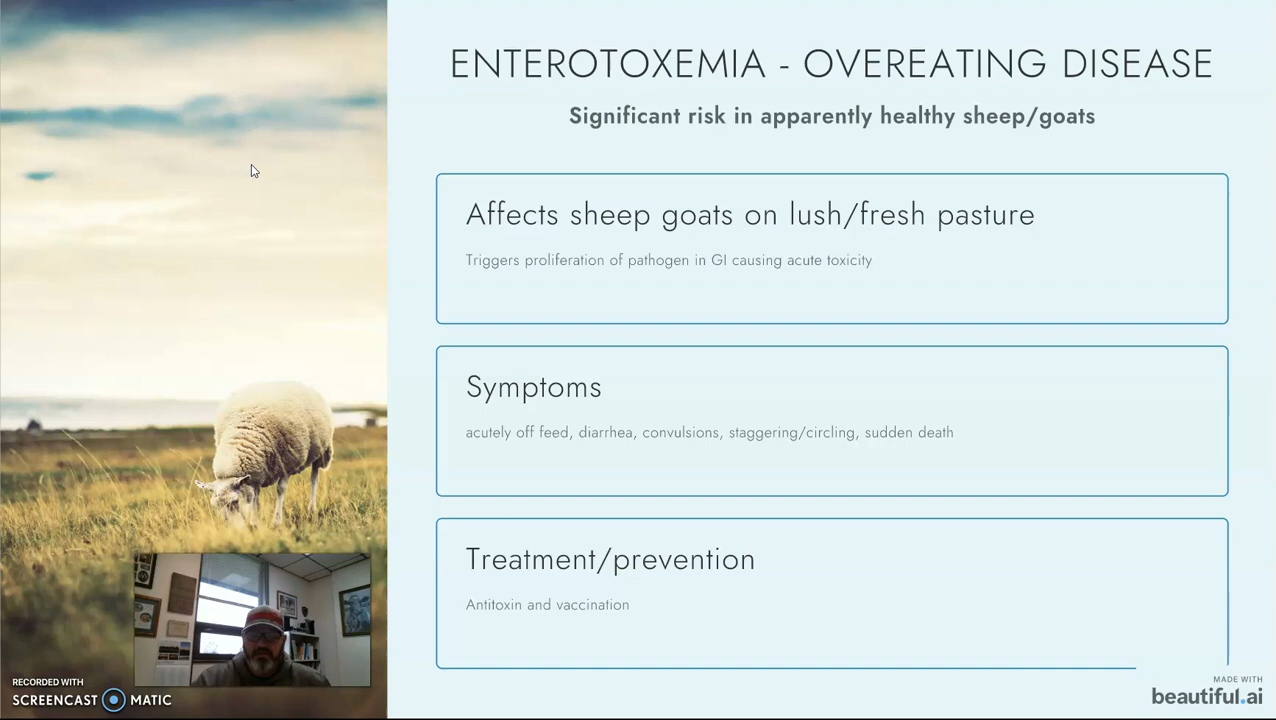 ENTEROTOXEMIA - OVEREATING DISEASE
Significant risk in apparently healthy sheep/goats
Affects sheep goats on lush/fresh pasture
Triggers proliferation of pathogen in GI causing acute toxicity
Symptoms
acutely off feed, diarrhea, convulsions, staggering/circling, sudden death
Treatment/prevention
Antitoxin and vaccination
RECORDED WITH
SCREENCAST MATIC
MADE WITH
beautiful.ai